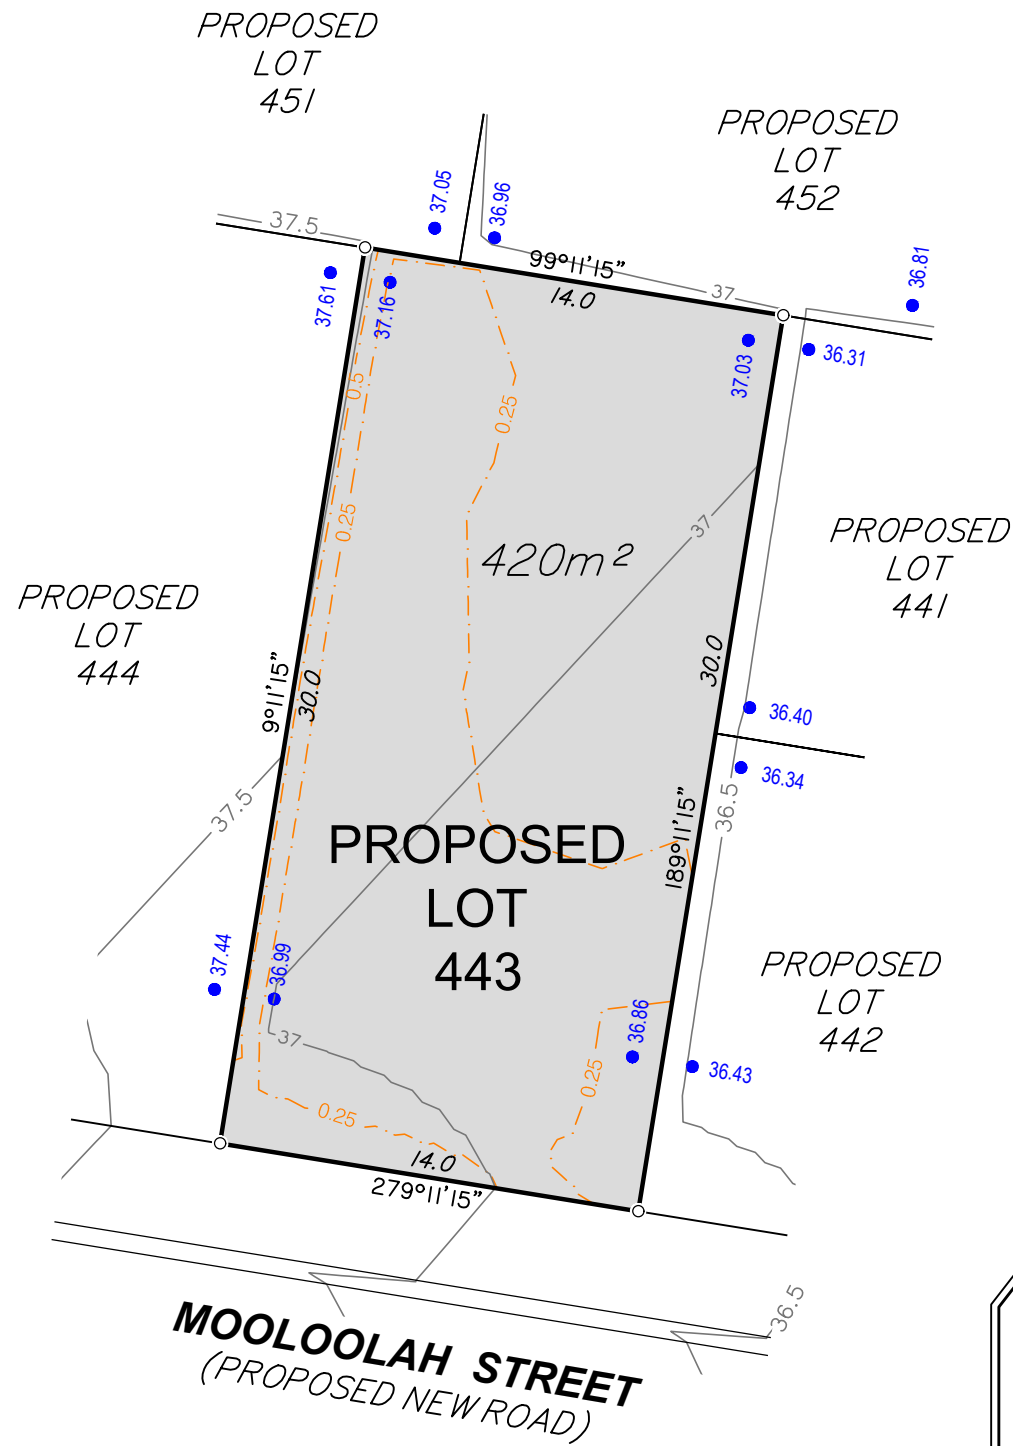 PROPOSED
LOT
451
PROPOSED
LOT
452
37.05
36.96
37.5
99°11'15"
14.0
37
36.81
37.61
37.16
37.03
36.31
0.5
0.25
0.25
37
420m²
PROPOSED
LOT
441
PROPOSED
LOT
444
9°11'15"
30.0
30.0
36.40
36.34
36.5
37.5
189°11'15"
PROPOSED
LOT
443
37.44
36.99
PROPOSED
LOT
442
37
36.86
36.43
0.25
0.25
14.0
279°11'15"
36.5
MOOLOOLAH STREET
(PROPOSED NEW ROAD)